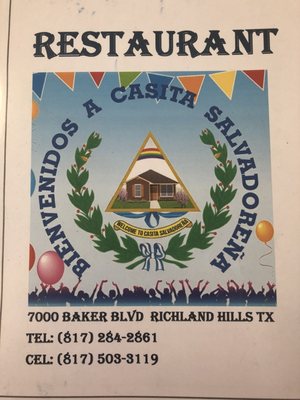 RESTAURANT
BIENVENIDOS A CASITA SALVADOREÑA
WELCOME TO CASITA SALVADOREÑA
7000 BAKER BLVD RICHLAND HILLS TX
TEL: (817) 284-2861
CEL: (817) 503-3119